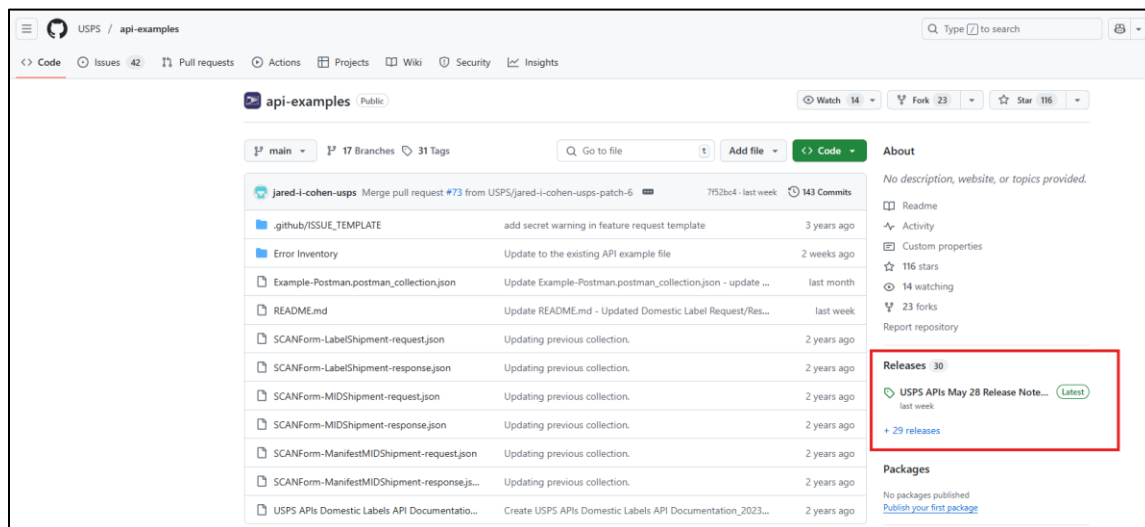 USPS / api-examples
Type / to search
Code Issues 42 Pull requests Actions Projects Wiki Security Insights
api-examples Public
Watch 14 Fork 23 Star 116
main 17 Branches 31 Tags Go to file t Add file Code
jared-i-cohen-usps Merge pull request #73 from USPS/jared-i-cohen-usps-patch-6 7f52bc4 · last week 143 Commits
.github/ISSUE_TEMPLATE add secret warning in feature request template 3 years ago
Error Inventory Update to the existing API example file 2 weeks ago
Example-Postman.postman_collection.json Update Example-Postman.postman_collection.json - update ... last month
README.md Update README.md - Updated Domestic Label Request/Res... last week
SCANForm-LabelShipment-request.json Updating previous collection. 2 years ago
SCANForm-LabelShipment-response.json Updating previous collection. 2 years ago
SCANForm-MIDShipment-request.json Updating previous collection. 2 years ago
SCANForm-MIDShipment-response.json Updating previous collection. 2 years ago
SCANForm-ManifestMIDShipment-request.json Updating previous collection. 2 years ago
SCANForm-ManifestMIDShipment-response.js... Updating previous collection. 2 years ago
USPS APIs Domestic Labels API Documentatio... Create USPS APIs Domestic Labels API Documentation_2023... 2 years ago
About
No description, website, or topics provided.
Readme
Activity
Custom properties
116 stars
14 watching
23 forks
Report repository
Releases 30
USPS APIs May 28 Release Note... Latest
last week
+ 29 releases
Packages
No packages published
Publish your first package